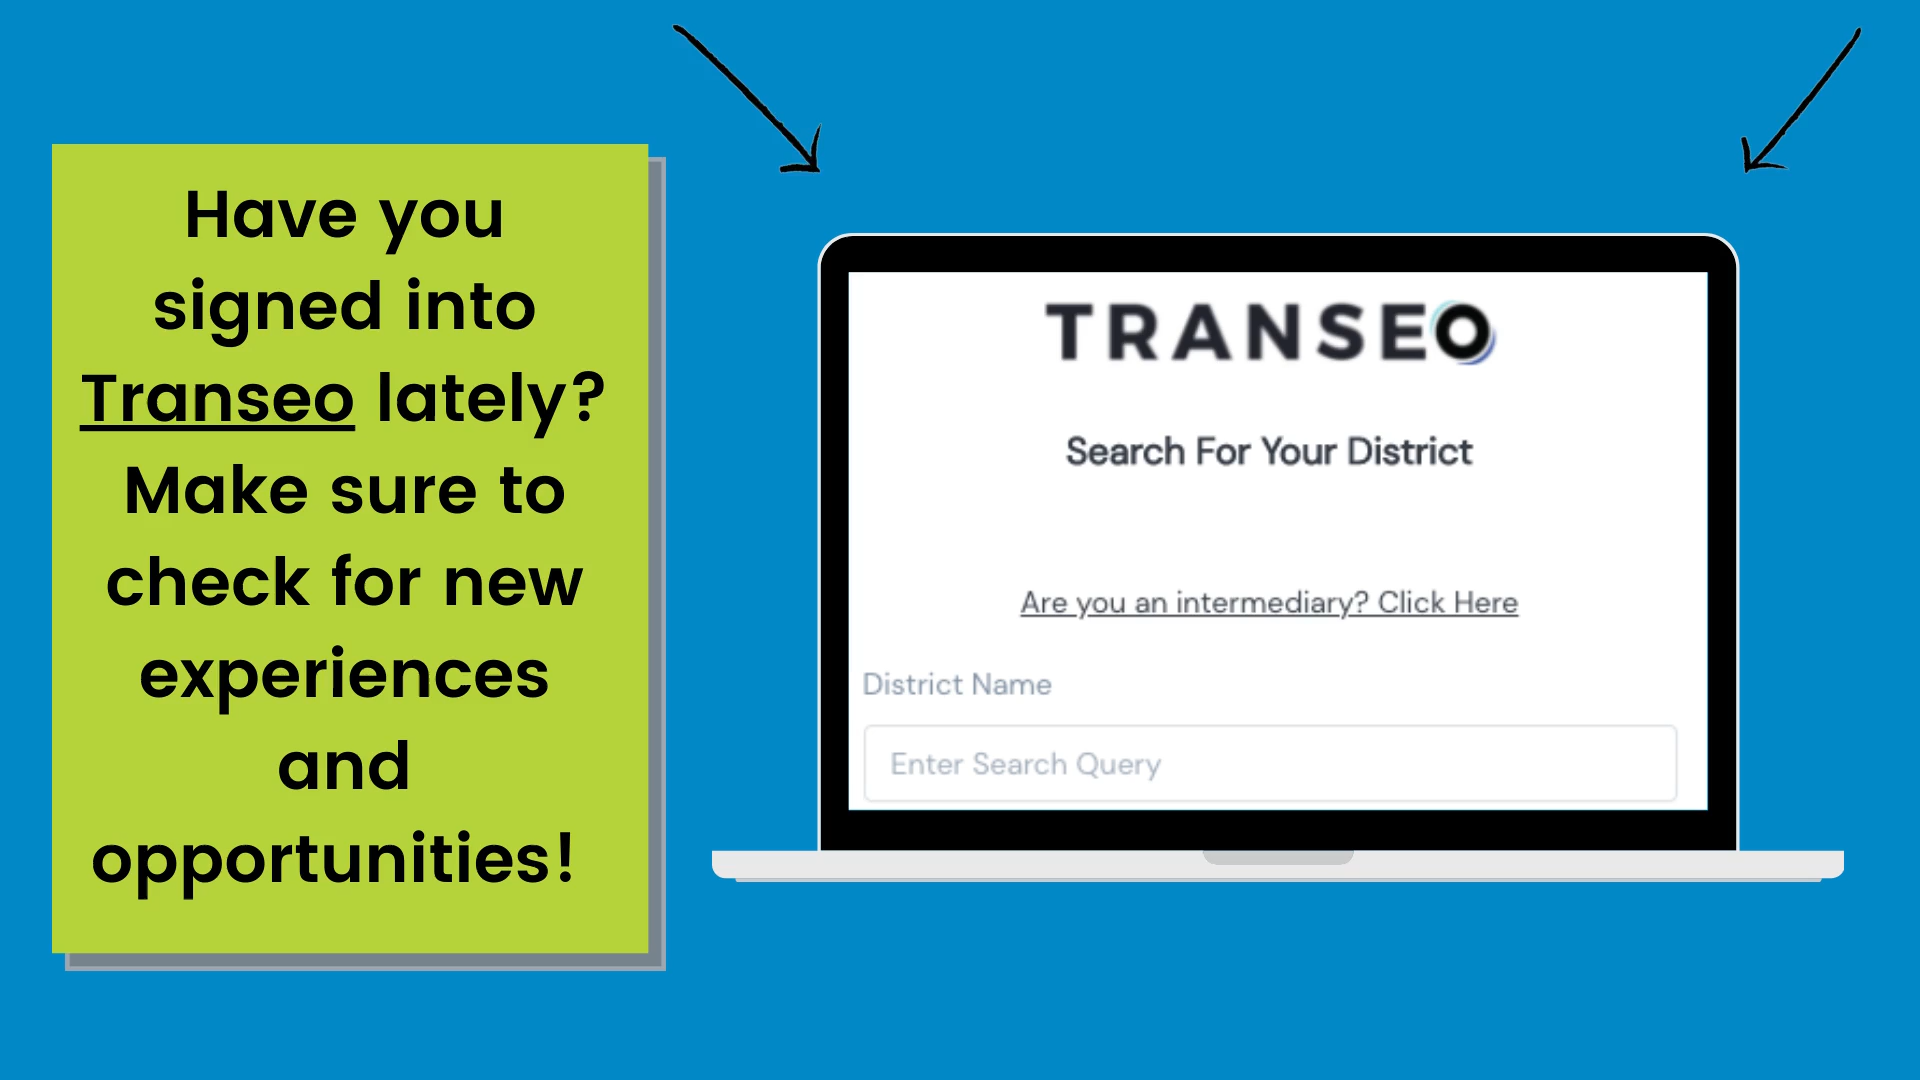 Have you
signed into
Transeo lately?
Make sure to
check for new
experiences
and
opportunities!
TRANSEO
Search For Your District
Are you an intermediary? Click Here
District Name
Enter Search Query